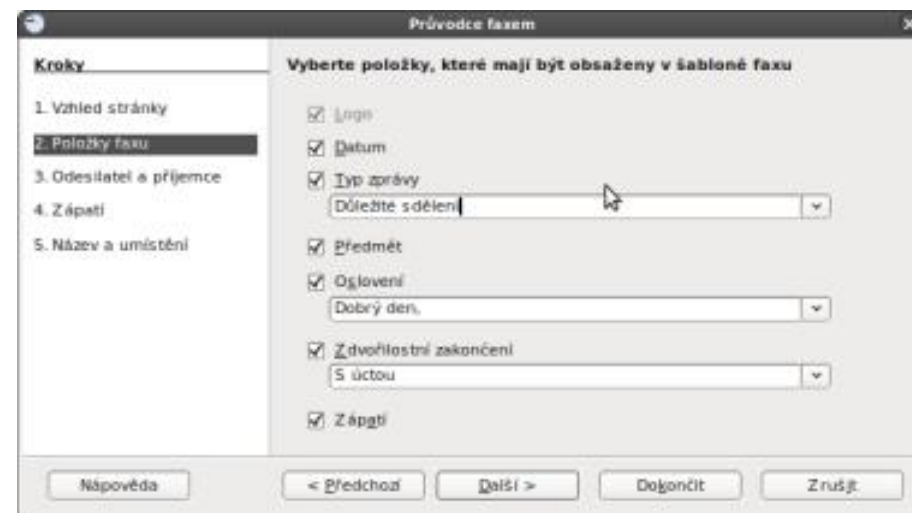 Průvodce faxem
Kroky
1. Vzhled stránky
2. Položky faxu
3. Odesílatel a příjemce
4. Zápatí
5. Název a umístění
Vyberte položky, které mají být obsaženy v šabloně faxu
Logo
Datum
Typ zprávy
Důležité sdělení
Předmět
Oslovení
Dobrý den,
Zdvořilostní zakončení
S úctou
Zápatí
Nápověda
< Předchozí
Další >
Dokončit
Zrušit